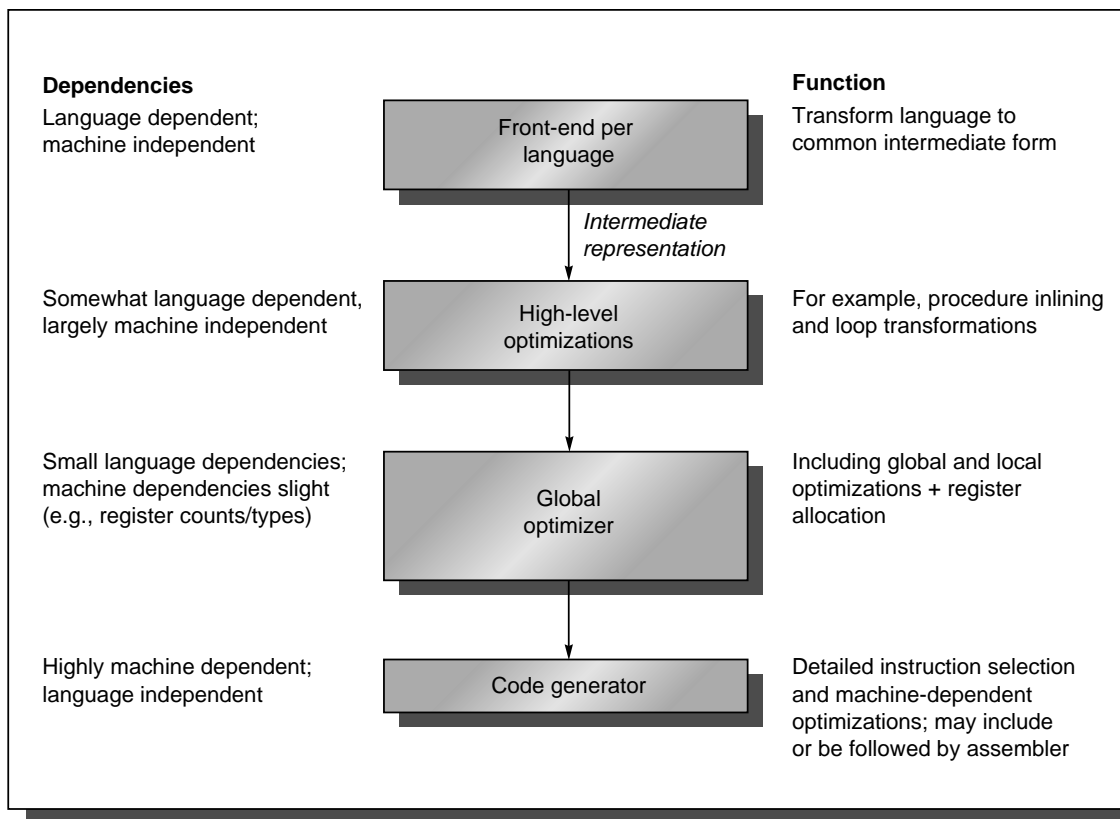 Dependencies
Language dependent;
machine independent
Front-end per
language
Function
Transform language to
common intermediate form
Intermediate
representation
Somewhat language dependent,
largely machine independent
High-level
optimizations
For example, procedure inlining
and loop transformations
Small language dependencies;
machine dependencies slight
(e.g., register counts/types)
Global
optimizer
Including global and local
optimizations + register
allocation
Highly machine dependent;
language independent
Code generator
Detailed instruction selection
and machine-dependent
optimizations; may include
or be followed by assembler